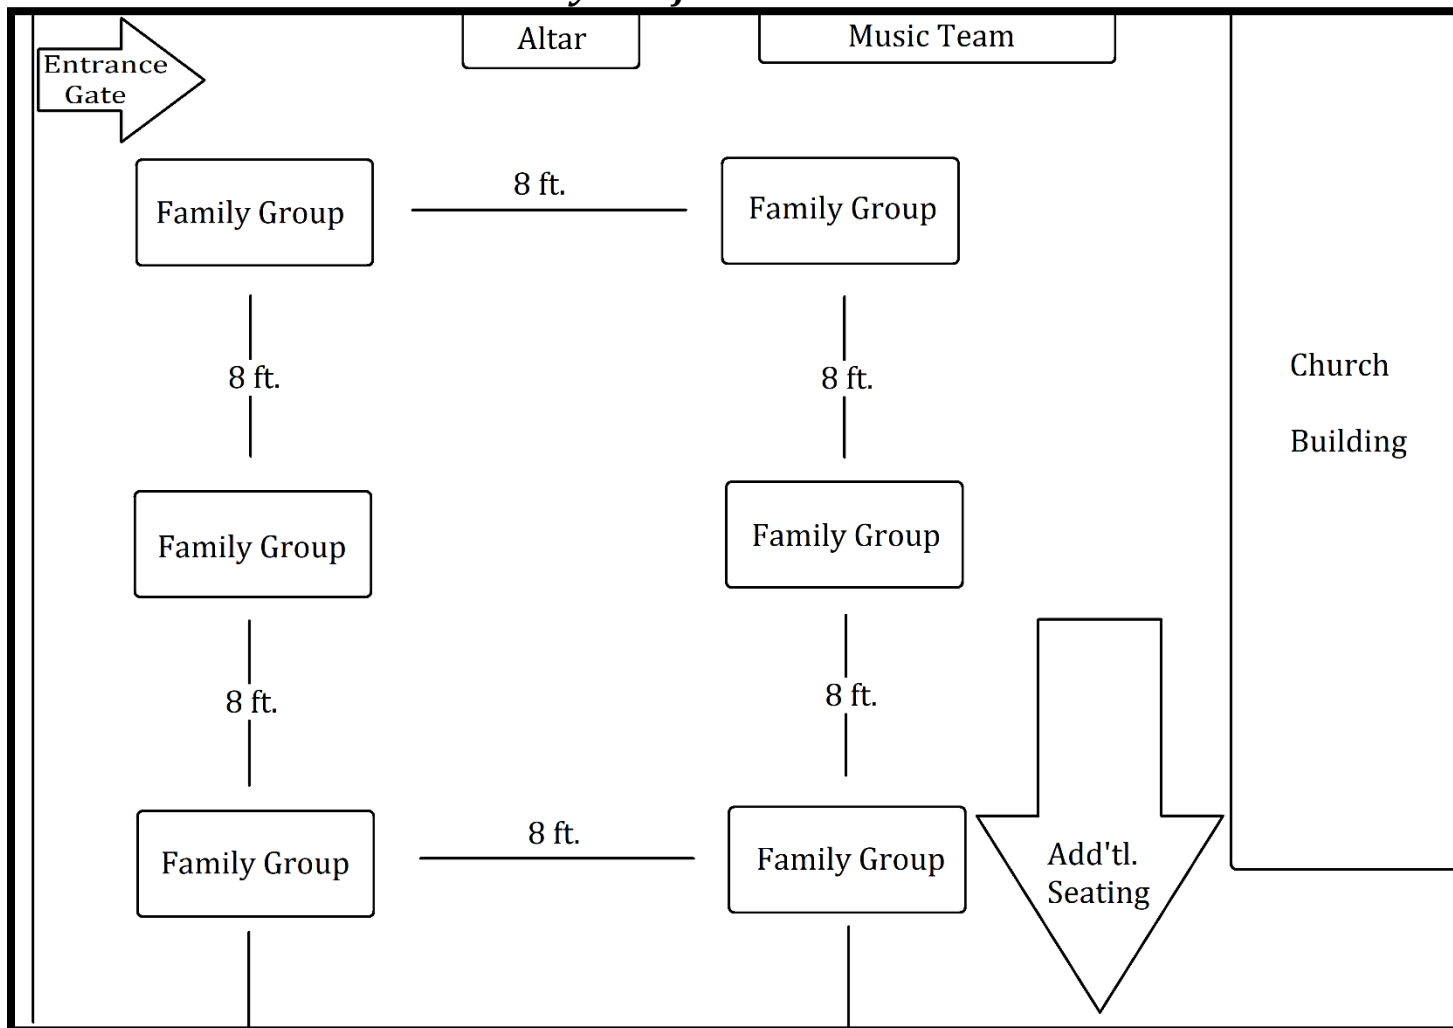 Entrance
Gate
Altar
Music Team
Family Group
8 ft.
Family Group
8 ft.
8 ft.
Church
Building
Family Group
Family Group
8 ft.
8 ft.
Family Group
8 ft.
Family Group
Add'tl.
Seating